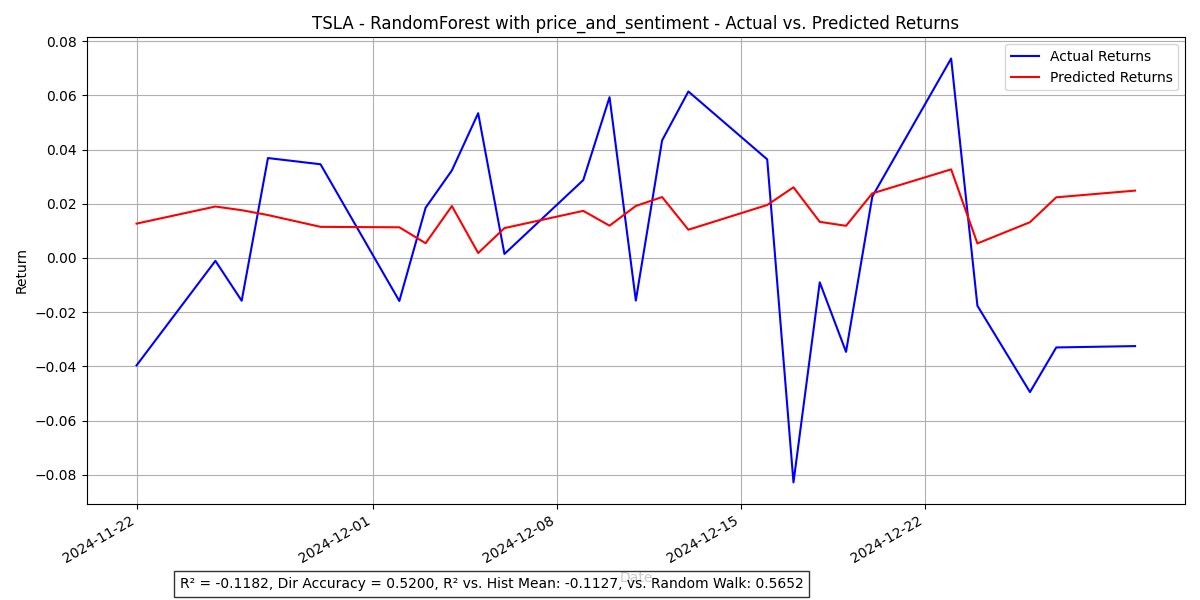 TSLA - RandomForest with price_and_sentiment - Actual vs. Predicted Returns
Actual Returns
Predicted Returns
Return
0.08
0.06
0.04
0.02
0.00
−0.02
−0.04
−0.06
−0.08
2024-11-22
2024-12-01
2024-12-08
2024-12-15
2024-12-22
Date
R² = -0.1182, Dir Accuracy = 0.5200, R² vs. Hist Mean: -0.1127, vs. Random Walk: 0.5652